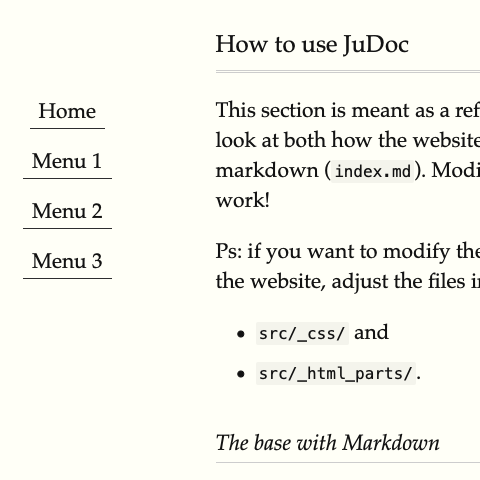 How to use JuDoc
Home
Menu 1
Menu 2
Menu 3
This section is meant as a
look at both how the website
markdown (index.md).
work!
Ps: if you want to modify the
the website, adjust the files
src/_css/ and
src/_html_parts/.
The base with Markdown